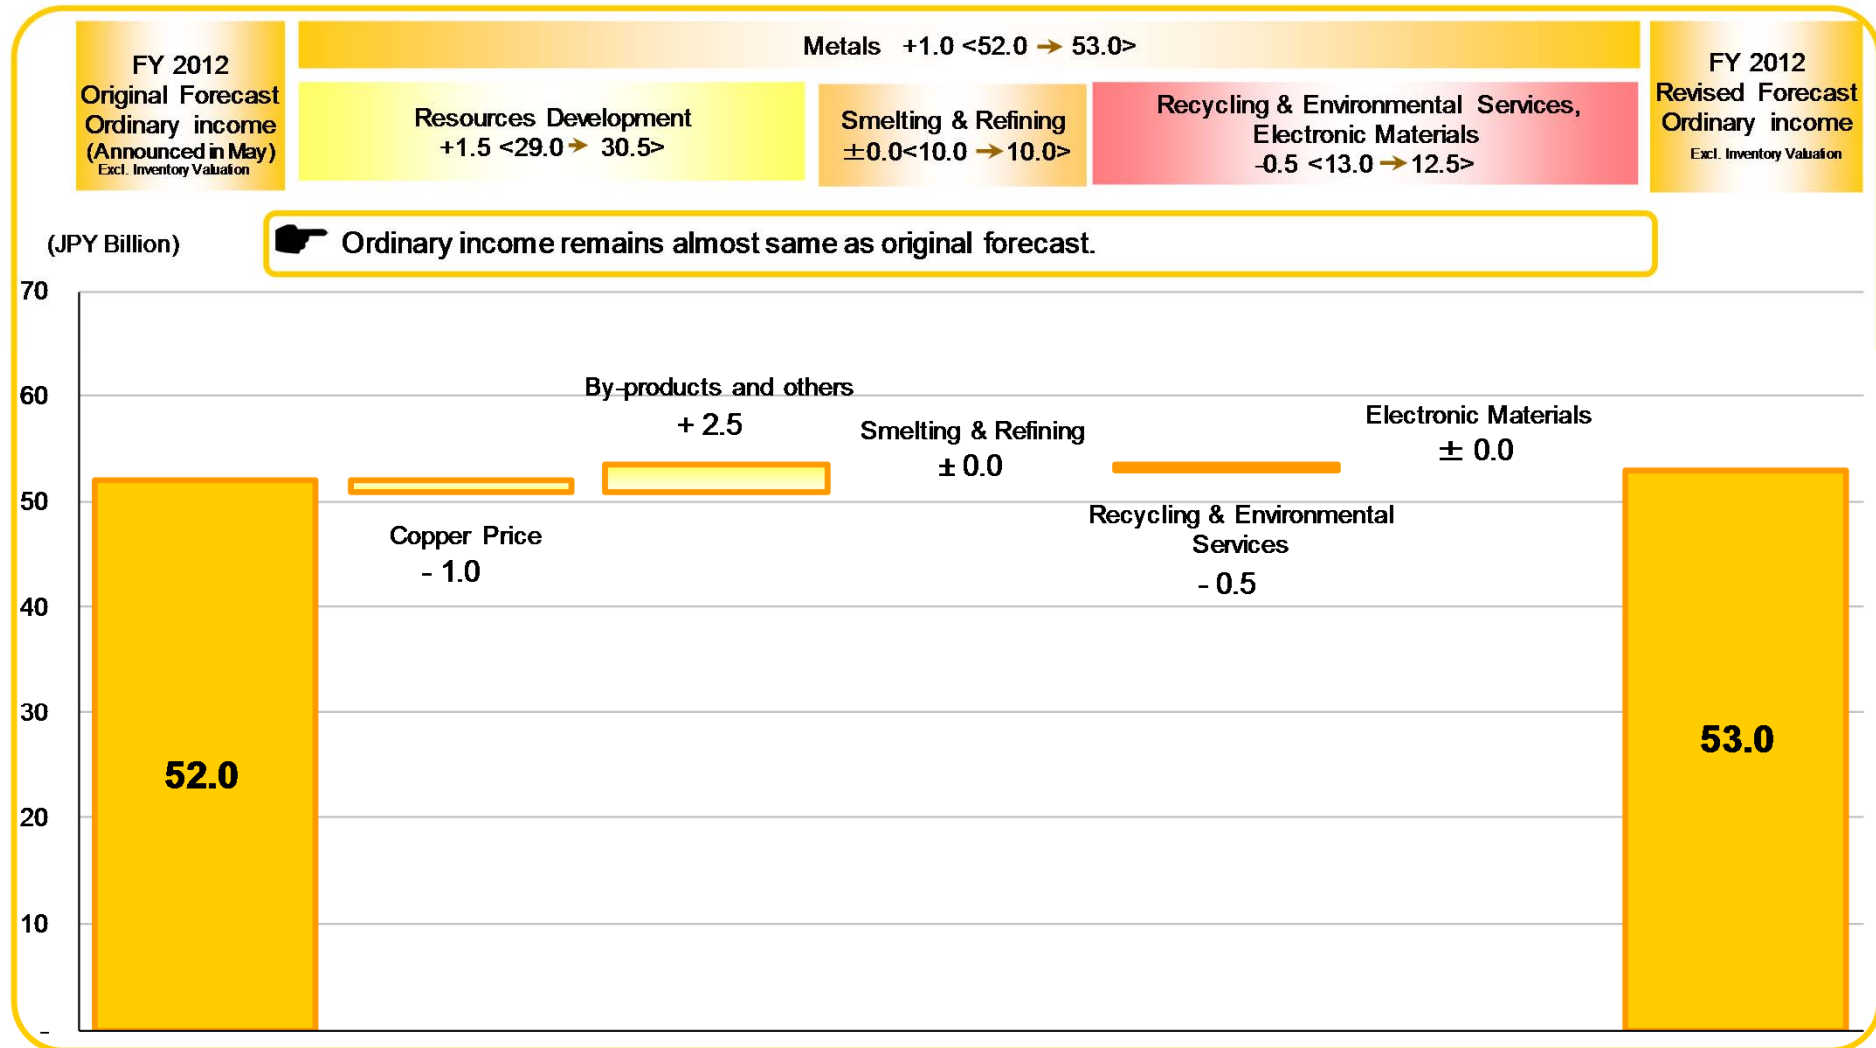 FY 2012
Original Forecast
Ordinary income
(Announced in May)
Excl. Inventory Valuation
Metals +1.0 <52.0 → 53.0>
Resources Development
+1.5 <29.0 → 30.5>
Smelting & Refining
±0.0<10.0 → 10.0>
Recycling & Environmental Services,
Electronic Materials
-0.5 <13.0 → 12.5>
FY 2012
Revised Forecast
Ordinary income
Excl. Inventory Valuation
(JPY Billion)
☛ Ordinary income remains almost same as original forecast.
70
60
50
40
30
20
10
-
52.0
Copper Price
- 1.0
By-products and others
+ 2.5
Smelting & Refining
± 0.0
Recycling & Environmental
Services
- 0.5
Electronic Materials
± 0.0
53.0